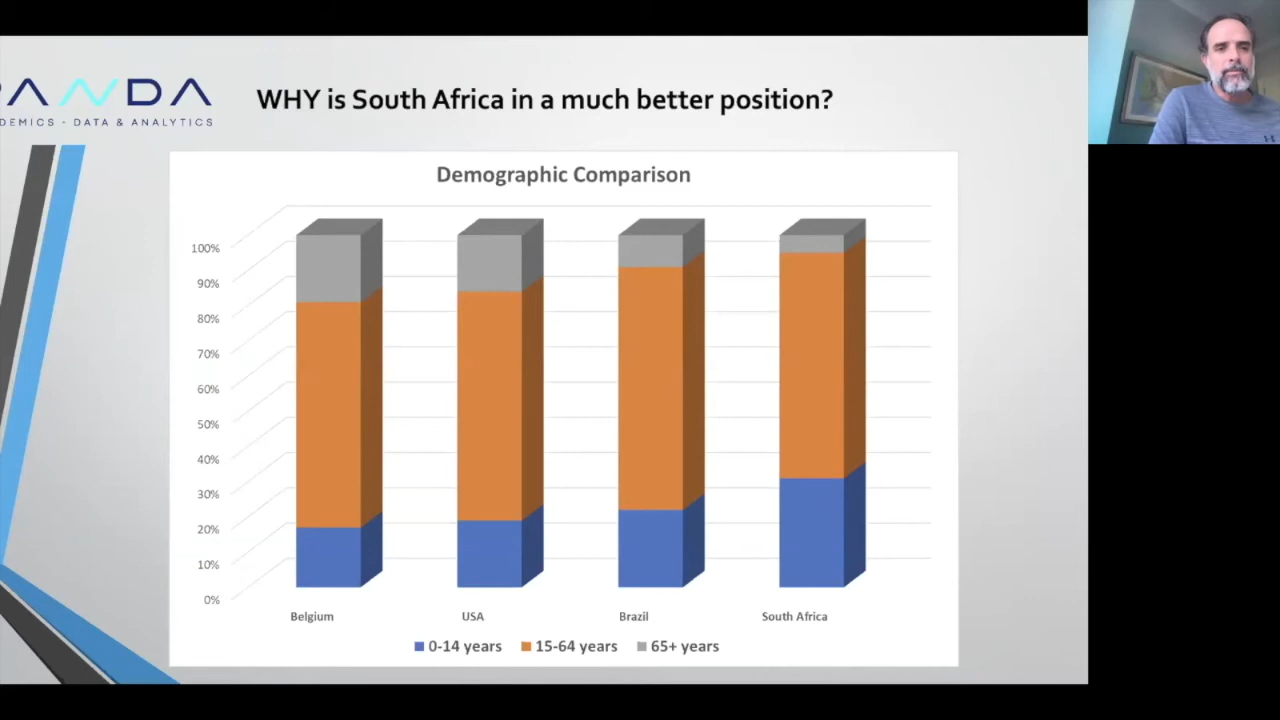 ANDA
DEMICS - DATA & ANALYTICS
WHY is South Africa in a much better position?
Demographic Comparison
100%
90%
80%
70%
60%
50%
40%
30%
20%
10%
0%
Belgium USA Brazil South Africa
0-14 years 15-64 years 65+ years